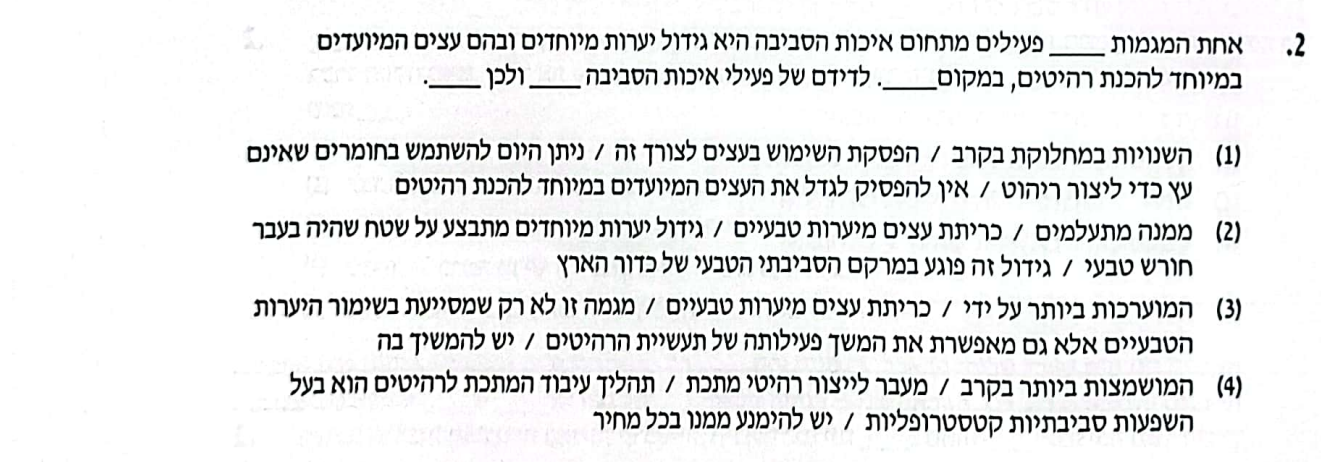 2. אחת המגמות _____ פעילים מתחום איכות הסביבה היא גידול יערות מיוחדים ובהם עצים המיועדים
במיוחד להכנת רהיטים, במקום_____. לדידם של פעילי איכות הסביבה _____ ולכן _____.
(1) השנויות במחלוקת בקרב / הפסקת השימוש בעצים לצורך זה / ניתן היום להשתמש בחומרים שאינם
עץ כדי ליצור ריהוט / אין להפסיק לגדל את העצים המיועדים במיוחד להכנת רהיטים
(2) ממנה מתעלמים / כריתת עצים מיערות טבעיים / גידול יערות מיוחדים מתבצע על שטח שהיה בעבר
חורש טבעי / גידול זה פוגע במרקם הסביבתי הטבעי של כדור הארץ
(3) המוערכות ביותר על ידי / כריתת עצים מיערות טבעיים / מגמה זו לא רק שמסייעת בשימור היערות
הטבעיים אלא גם מאפשרת את המשך פעילותה של תעשיית הרהיטים / יש להמשיך בה
(4) המושמצות ביותר בקרב / מעבר לייצור רהיטי מתכת / תהליך עיבוד המתכת לרהיטים הוא בעל
השפעות סביבתיות קטסטרופליות / יש להימנע ממנו בכל מחיר